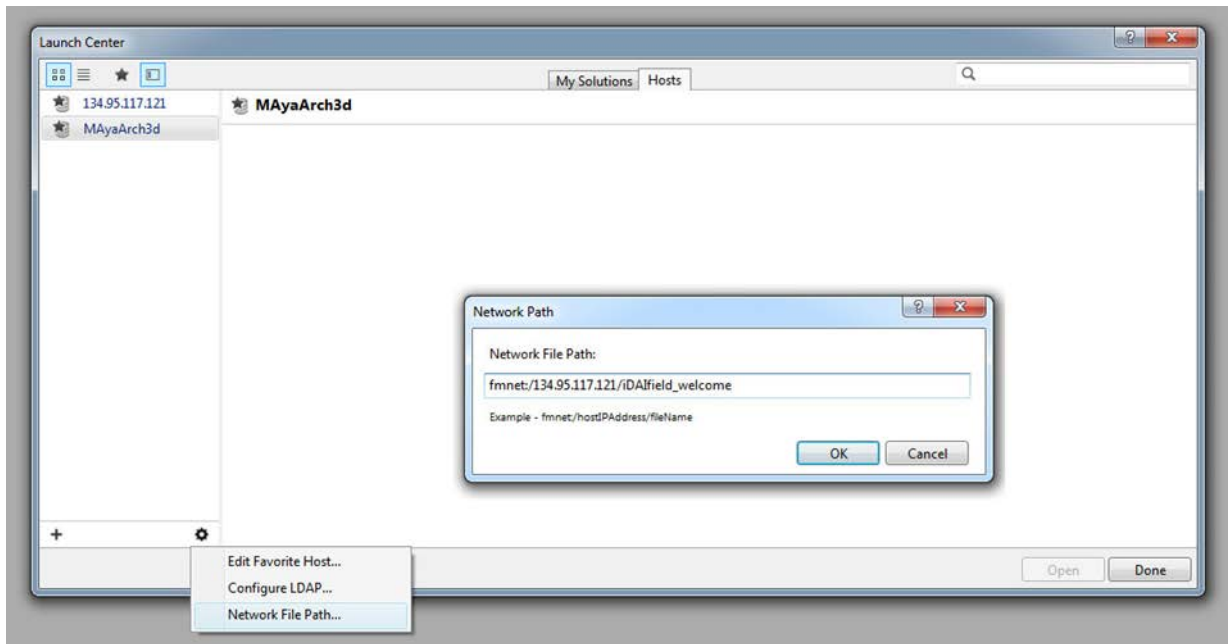 Launch Center
My Solutions Hosts
134.95.117.121
MAyaArch3d
MAyaArch3d
Network Path
Network File Path:
fmnet:/134.95.117.121/iDAIfield_welcome
Example - fmnet:/hostIPAddress/fileName
OK Cancel
Edit Favorite Host...
Configure LDAP...
Network File Path...
Open Done